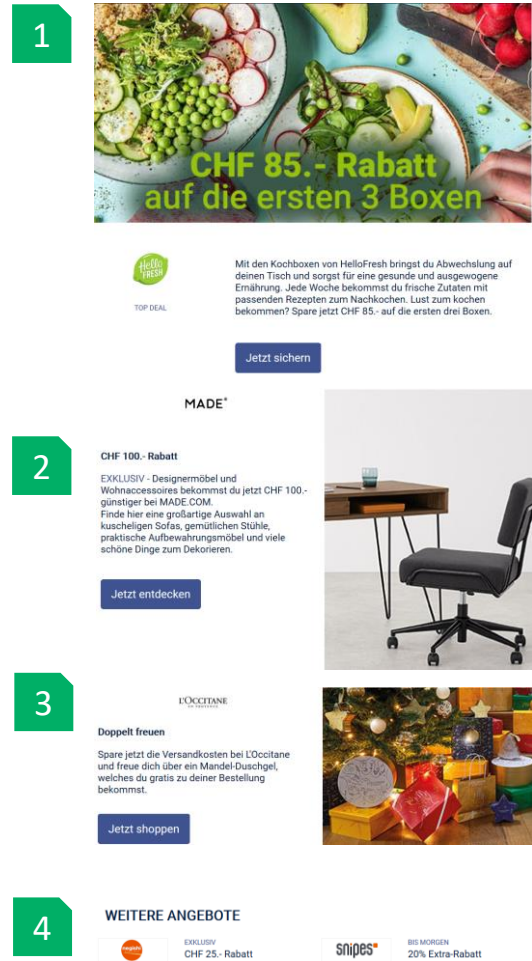 1
CHF 85.- Rabatt
auf die ersten 3 Boxen
Hello
FRESH
TOP DEAL
Mit den Kochboxen von HelloFresh bringst du Abwechslung auf
deinen Tisch und sorgst für eine gesunde und ausgewogene
Ernährung. Jede Woche bekommst du frische Zutaten mit
passenden Rezepten zum Nachkochen. Lust zum kochen
bekommen? Spare jetzt CHF 85.- auf die ersten drei Boxen.
Jetzt sichern
2
MADE
CHF 100.- Rabatt
EXKLUSIV - Designermöbel und
Wohnaccessoires bekommst du jetzt CHF 100.-
günstiger bei MADE.COM.
Finde hier eine großartige Auswahl an
kuscheligen Sofas, gemütlichen Stühle,
praktische Aufbewahrungsmöbel und viele
schöne Dinge zum Dekorieren.
Jetzt entdecken
3
L'OCCITANE
EN PROVENCE
Doppelt freuen
Spare jetzt die Versandkosten bei L'Occitane
und freue dich über ein Mandel-Duschgel,
welches du gratis zu deiner Bestellung
bekommst.
Jetzt shoppen
4
WEITERE ANGEBOTE
EXKLUSIV
CHF 25.- Rabatt
snipes
BIS MORGEN
20% Extra-Rabatt